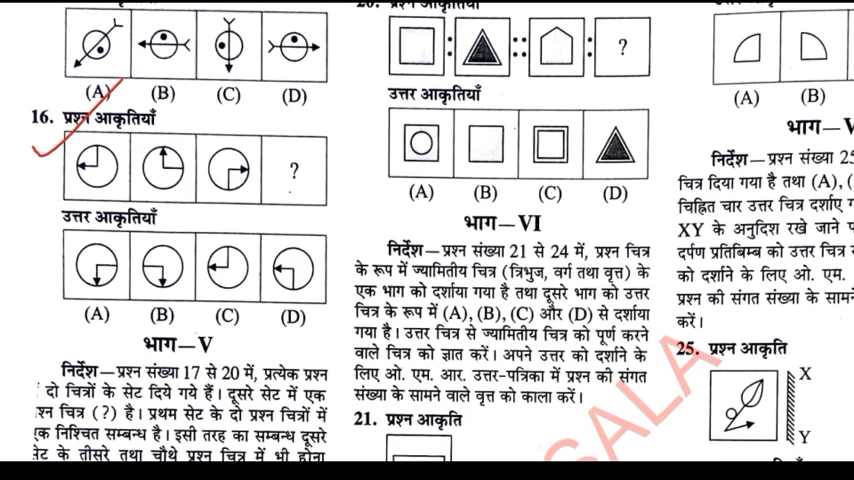 (A) (B) (C) (D)
16. प्रश्न आकृतियाँ
?
उत्तर आकृतियाँ
(A) (B) (C) (D)
भाग–V
निर्देश–प्रश्न संख्या 17 से 20 में, प्रत्येक प्रश्न
दो चित्रों के सेट दिये गये हैं। दूसरे सेट में एक
चित्र (?) है। प्रथम सेट के दो प्रश्न चित्रों में
एक निश्चित सम्बन्ध है। इसी तरह का सम्बन्ध दूसरे
सेट के तीसरे तथा चौथे प्रश्न चित्र में भी होना
: :: : ?
उत्तर आकृतियाँ
(A) (B) (C) (D)
भाग–VI
निर्देश–प्रश्न संख्या 21 से 24 में, प्रश्न चित्र
के रूप में ज्यामितीय चित्र (त्रिभुज, वर्ग तथा वृत्त) के
एक भाग को दर्शाया गया है तथा दूसरे भाग को उत्तर
चित्र के रूप में (A), (B), (C) और (D) से दर्शाया
गया है। उत्तर चित्र से ज्यामितीय चित्र को पूर्ण करने
वाले चित्र को ज्ञात करें। अपने उत्तर को दर्शाने के
लिए ओ. एम. आर. उत्तर-पत्रिका में प्रश्न की संगत
संख्या के सामने वाले वृत्त को काला करें।
21. प्रश्न आकृति
(A) (B)
भाग–V
निर्देश–प्रश्न संख्या 25
चित्र दिया गया है तथा (A), (
चिह्नित चार उत्तर चित्र दर्शाए
XY के अनुदिश रखे जाने
दर्पण प्रतिबिम्ब को उत्तर चित्र
को दर्शाने के लिए ओ. एम.
प्रश्न की संगत संख्या के सामने
करें।
25. प्रश्न आकृति
X
Y